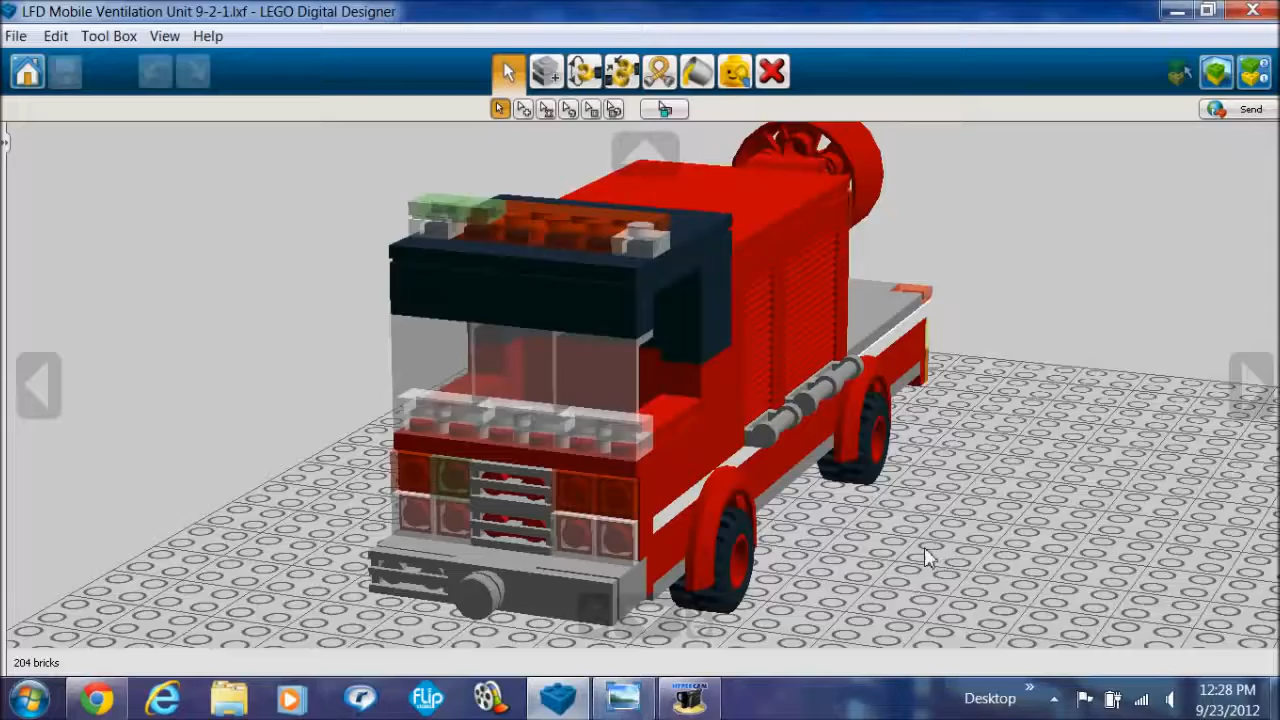 LFD Mobile Ventilation Unit 9-2-1.lxf - LEGO Digital Designer
File Edit Tool Box View Help
Send
204 bricks
flip
HYPERCAM
Desktop
12:28 PM
9/23/2012